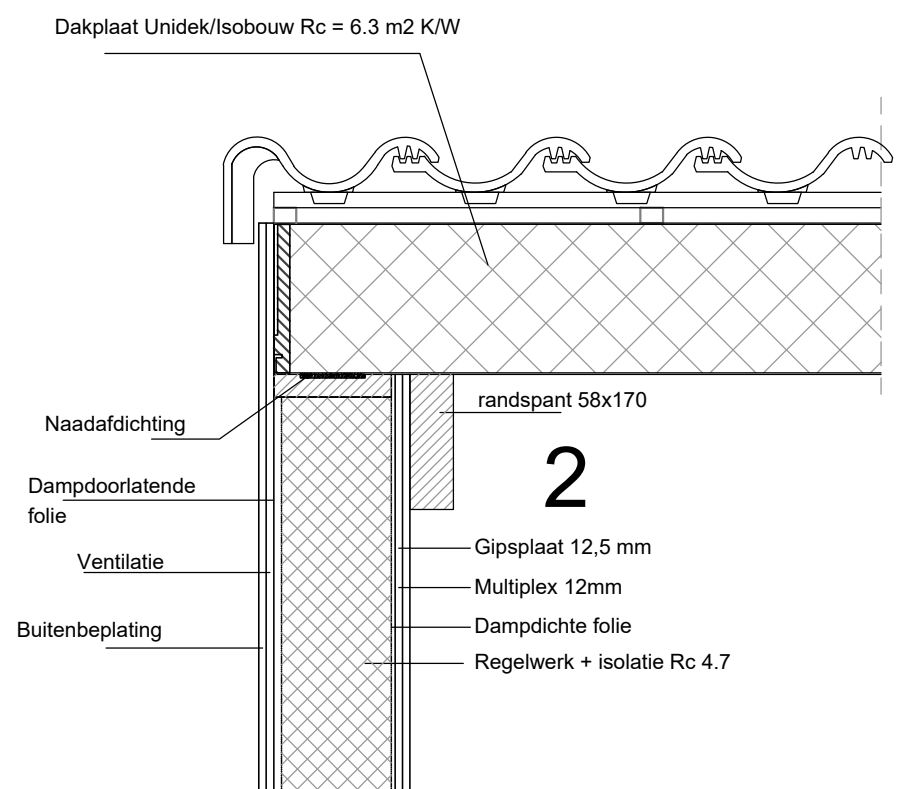 Dakplaat Unidek/Isobouw Rc = 6.3 m2 K/W
randspant 58x170
Naadafdichting
2
Dampdoorlatende
folie
Gipsplaat 12,5 mm
Ventilatie
Multiplex 12mm
Buitenbeplating
Dampdichte folie
Regelwerk + isolatie Rc 4.7